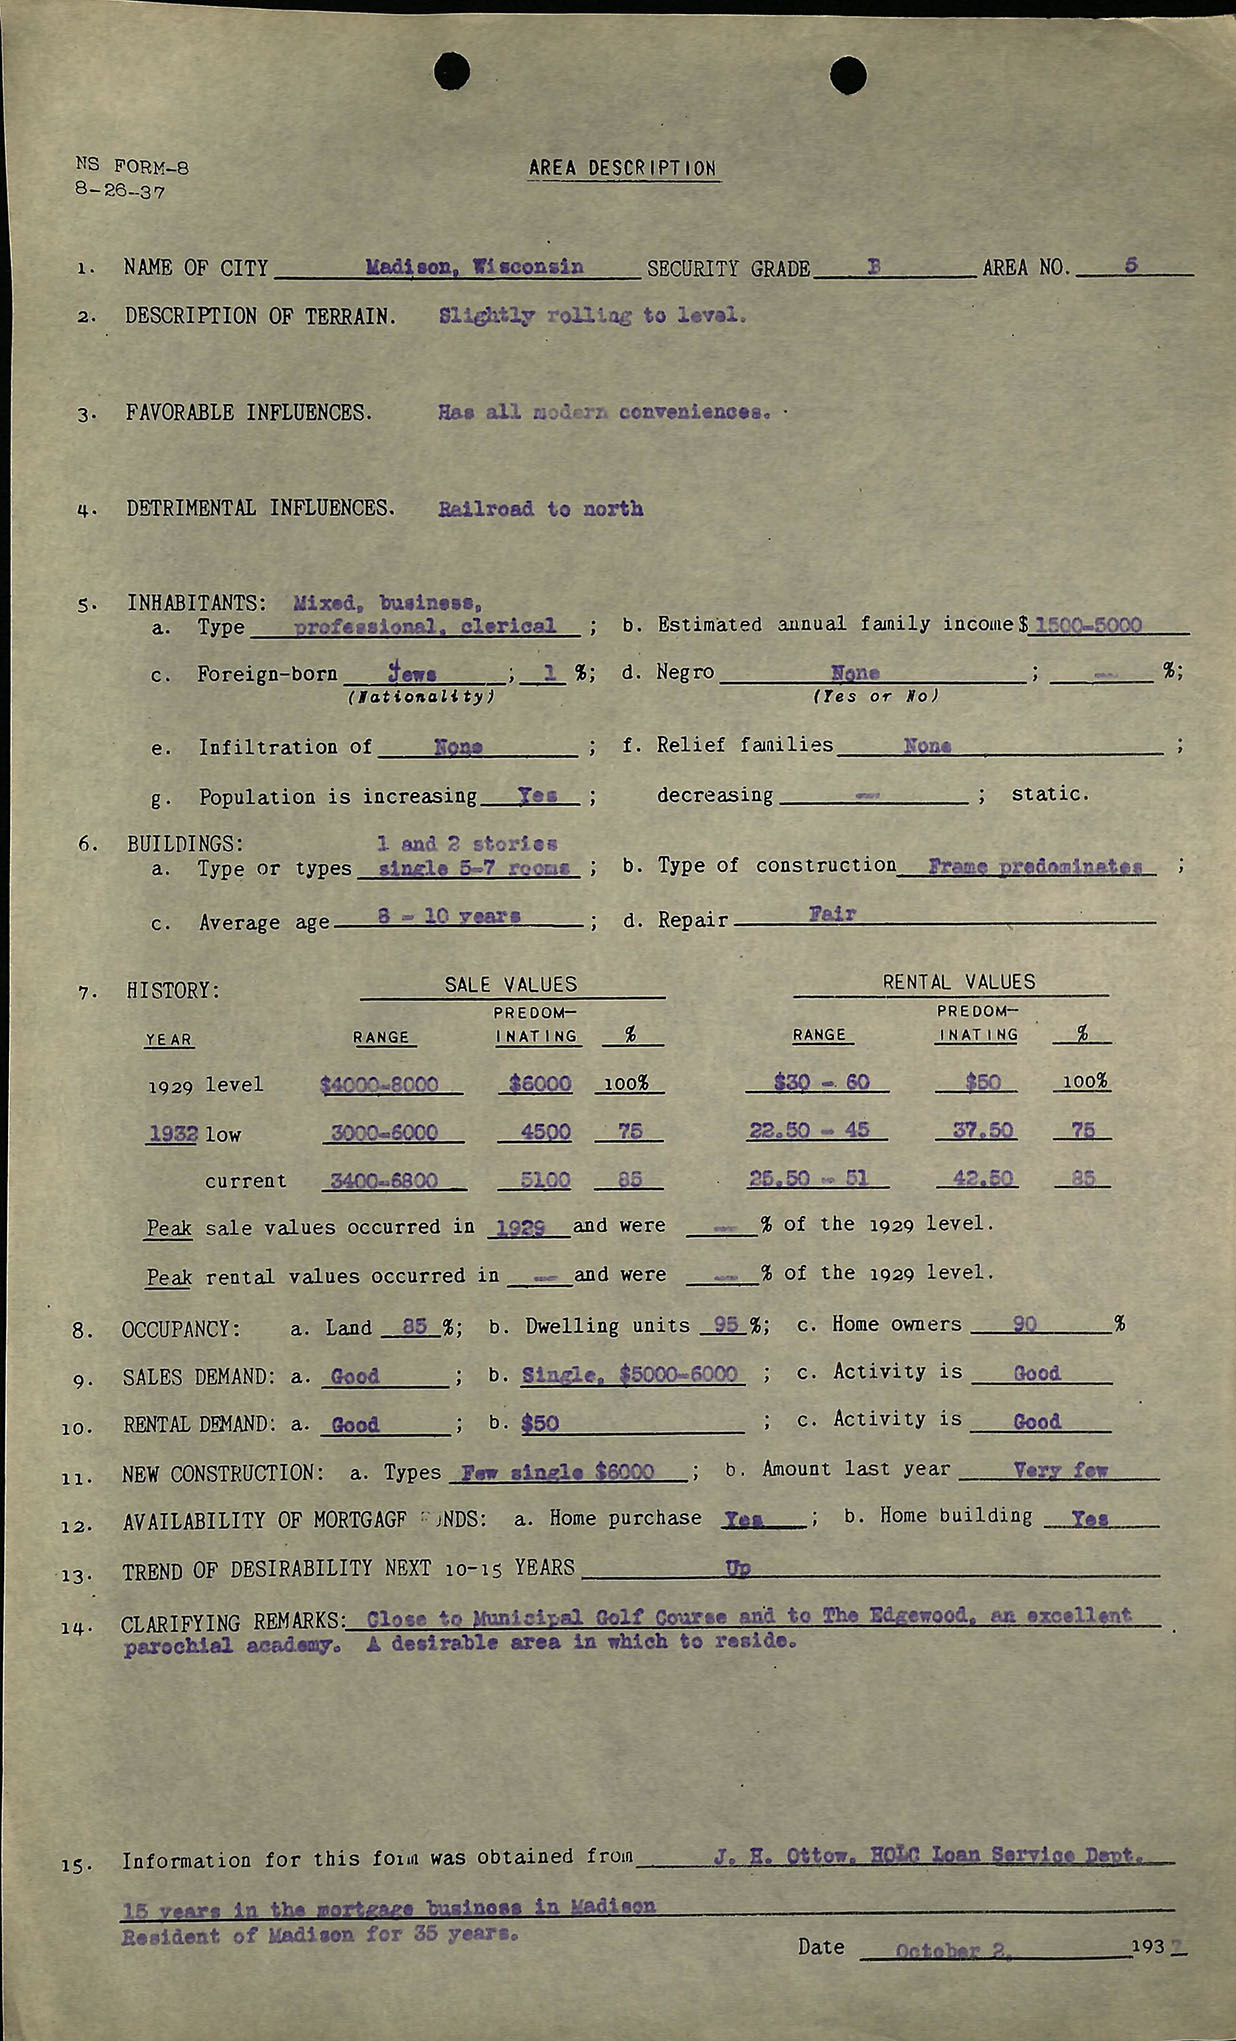 NS FORM-8
8-26-37
AREA DESCRIPTION
1. NAME OF CITY Madison, Wisconsin SECURITY GRADE B AREA NO. 5
2. DESCRIPTION OF TERRAIN. Slightly rolling to level.
3. FAVORABLE INFLUENCES. Has all modern conveniences.
4. DETRIMENTAL INFLUENCES. Railroad to north
5. INHABITANTS: Mixed, business,
a. Type professional, clerical ; b. Estimated annual family income $ 1500-5000
c. Foreign-born Jews ; 1 %; d. Negro None ; — %;
(Nationality) (Yes or No)
e. Infiltration of None ; f. Relief families None ;
g. Population is increasing Yes ; decreasing — ; static.
6. BUILDINGS: 1 and 2 stories
a. Type or types single 5-7 rooms ; b. Type of construction Frame predominates ;
c. Average age 8 - 10 years ; d. Repair Fair
7. HISTORY: SALE VALUES RENTAL VALUES
PREDOM- PREDOM-
YEAR RANGE INATING % RANGE INATING %
1929 level $4000-8000 $6000 100% $30 - 60 $50 100%
1932 low 3000-6000 4500 75 22.50 - 45 37.50 75
current 3400-6800 5100 85 25.50 - 51 42.50 85
Peak sale values occurred in 1929 and were — % of the 1929 level.
Peak rental values occurred in — and were — % of the 1929 level.
8. OCCUPANCY: a. Land 85 %; b. Dwelling units 95 %; c. Home owners 90 %
9. SALES DEMAND: a. Good ; b. Single, $5000-6000 ; c. Activity is Good
10. RENTAL DEMAND: a. Good ; b. $50 ; c. Activity is Good
11. NEW CONSTRUCTION: a. Types Few single $6000 ; b. Amount last year Very few
12. AVAILABILITY OF MORTGAGE FUNDS: a. Home purchase Yes ; b. Home building Yes
13. TREND OF DESIRABILITY NEXT 10-15 YEARS Up
14. CLARIFYING REMARKS: Close to Municipal Golf Course and to The Edgewood, an excellent
parochial academy. A desirable area in which to reside.
15. Information for this form was obtained from J. H. Ottow, HOLC Loan Service Dept.
15 years in the mortgage business in Madison
Resident of Madison for 35 years.
Date October 2, 1937